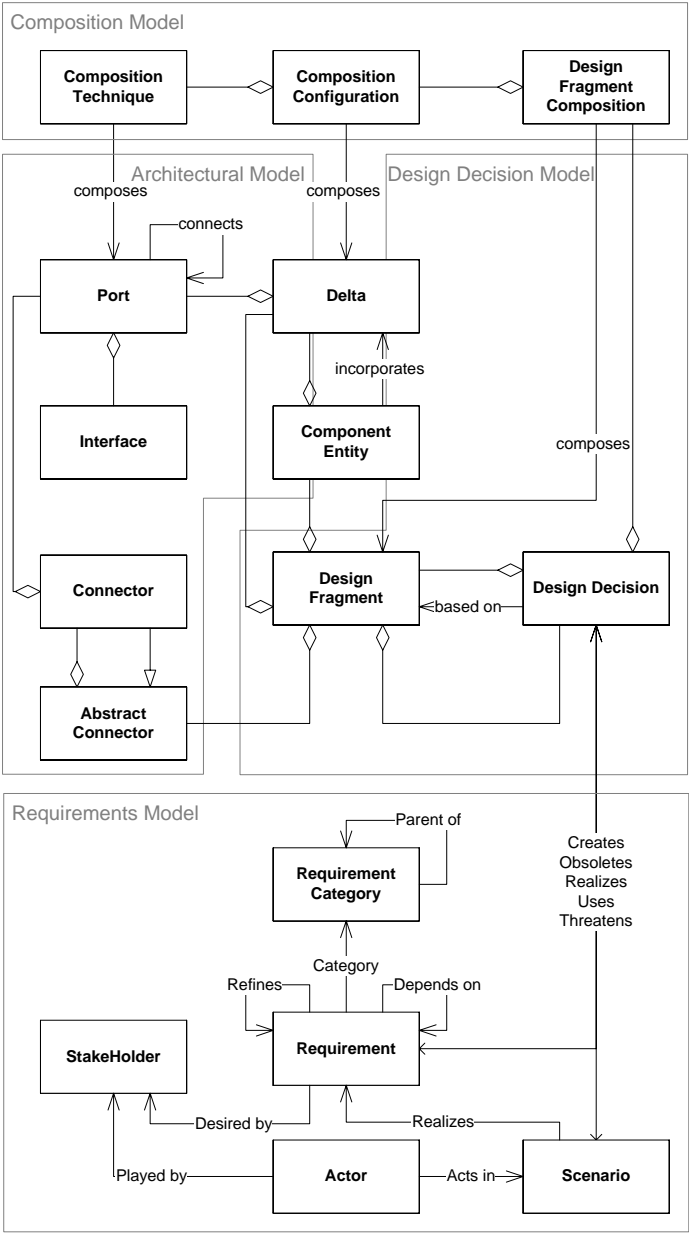 Composition Model
Composition
Technique
Composition
Configuration
Design
Fragment
Composition
Architectural Model
Design Decision Model
composes
composes
connects
Port
Delta
incorporates
Interface
Component
Entity
composes
Connector
Design
Fragment
Design Decision
based on
Abstract
Connector
Requirements Model
Parent of
Creates
Obsoletes
Realizes
Uses
Threatens
Requirement
Category
Category
Refines
Depends on
StakeHolder
Requirement
Desired by
Realizes
Played by
Actor
Acts in
Scenario